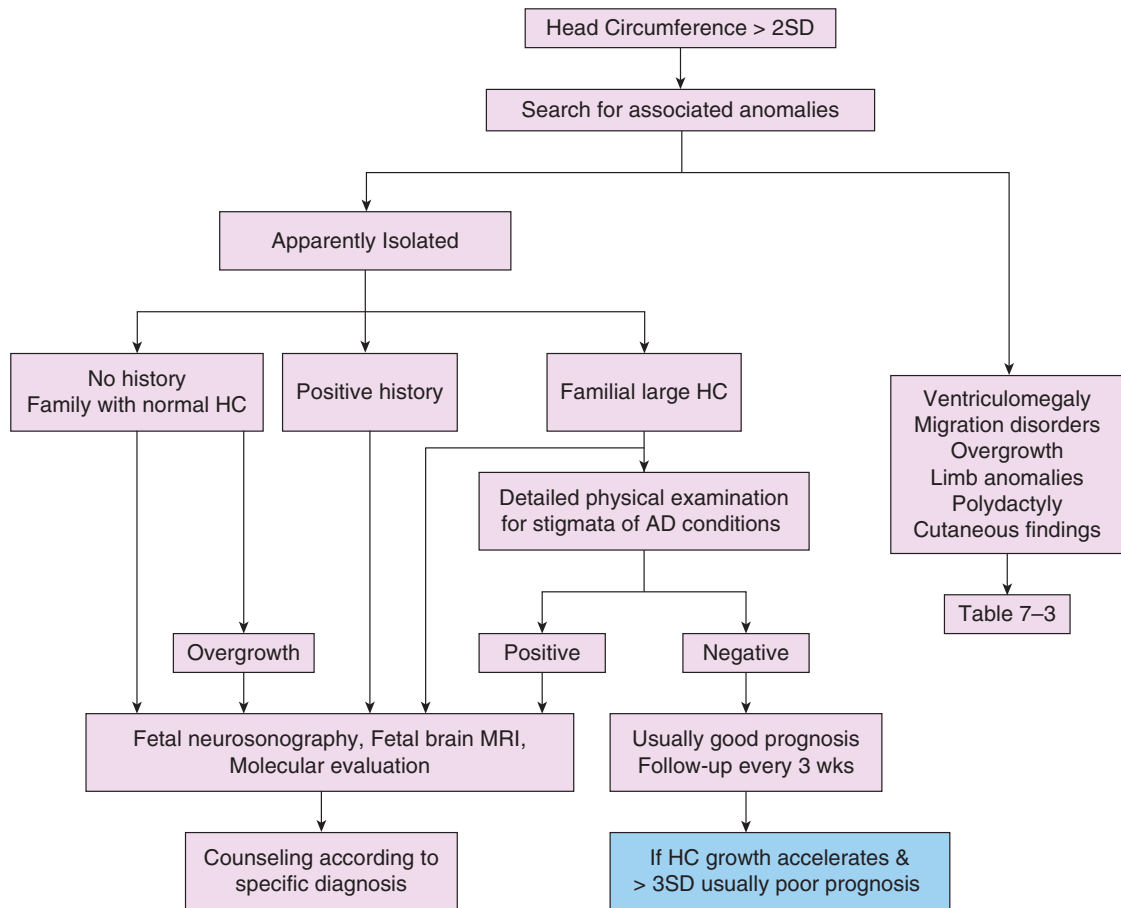 Head Circumference > 2SD
Search for associated anomalies
Apparently Isolated
No history
Family with normal HC
Positive history
Familial large HC
Ventriculomegaly
Migration disorders
Overgrowth
Limb anomalies
Polydactyly
Cutaneous findings
Detailed physical examination
for stigmata of AD conditions
Table 7–3
Overgrowth
Positive
Negative
Fetal neurosonography, Fetal brain MRI,
Molecular evaluation
Usually good prognosis
Follow-up every 3 wks
Counseling according to
specific diagnosis
If HC growth accelerates &
> 3SD usually poor prognosis